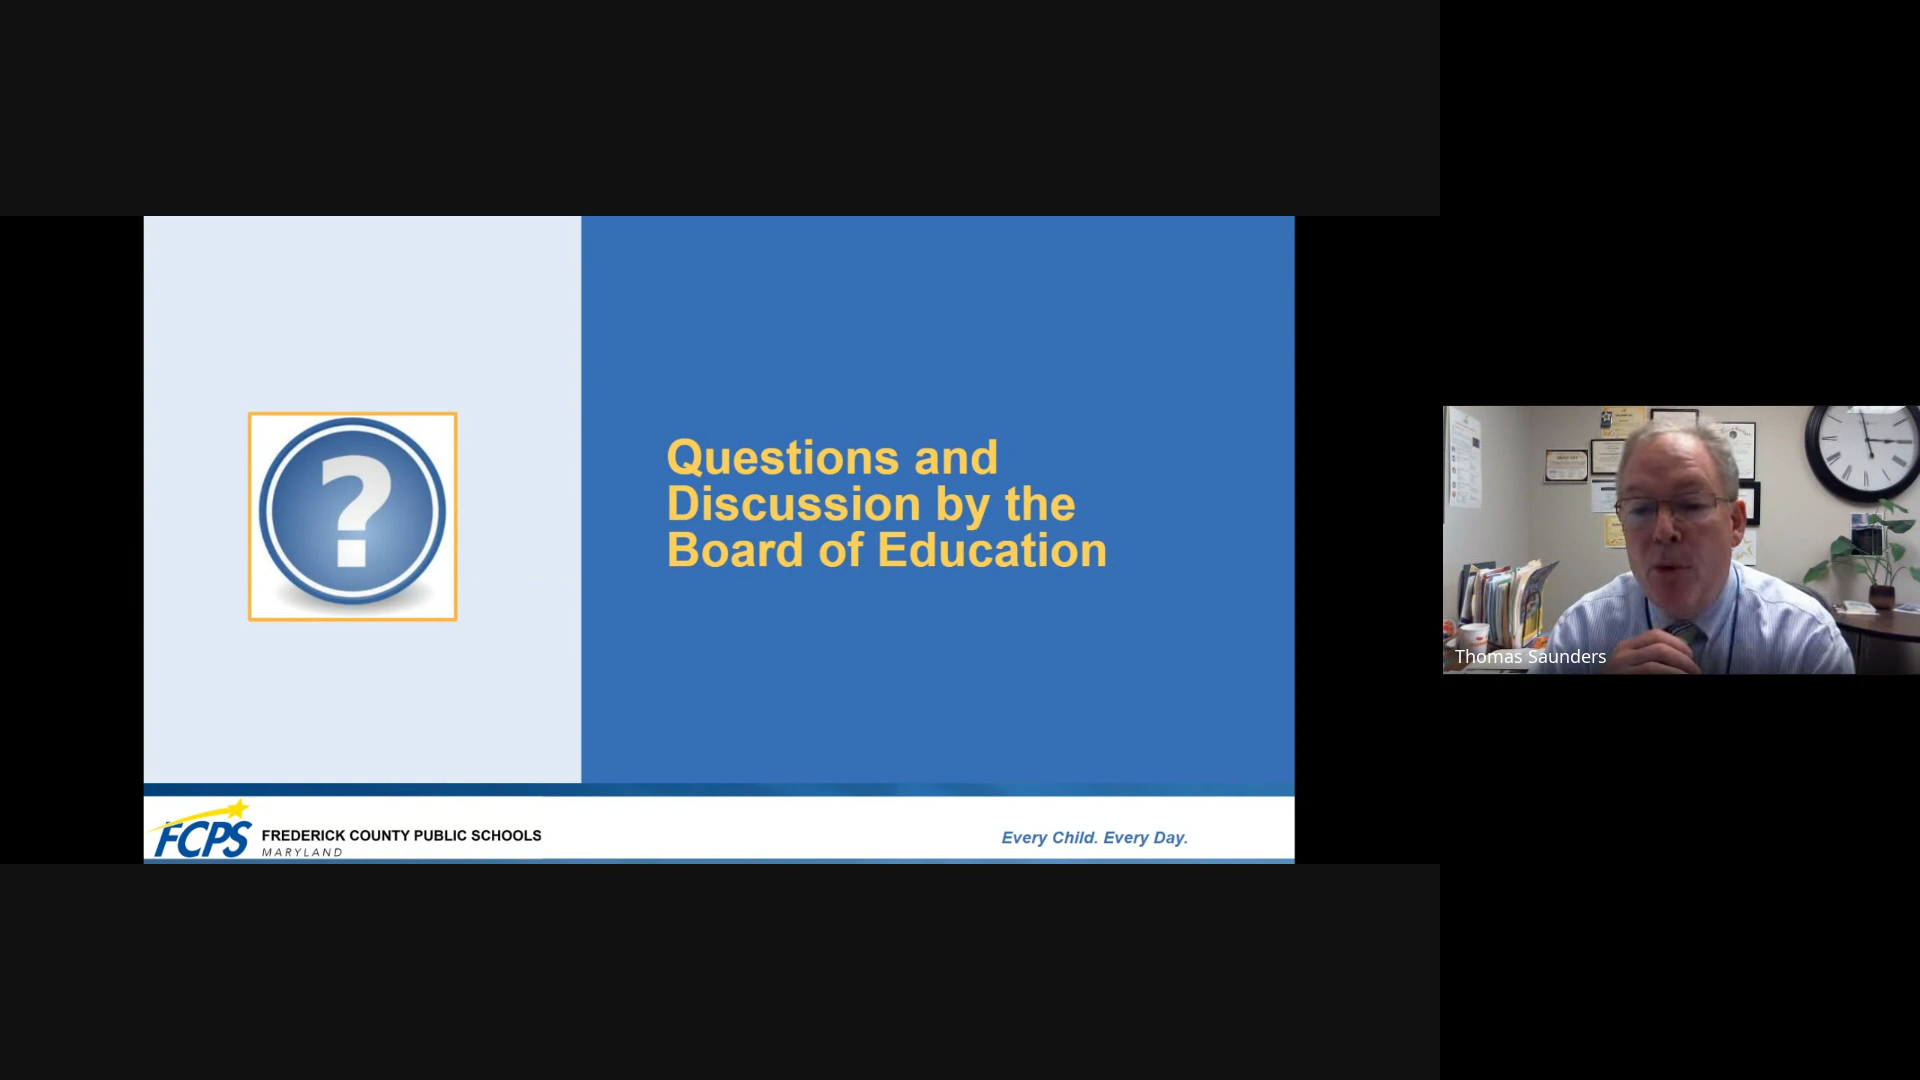 ?
Questions and
Discussion by the
Board of Education
FCPS
FREDERICK COUNTY PUBLIC SCHOOLS
MARYLAND
Every Child. Every Day.
Thomas Saunders